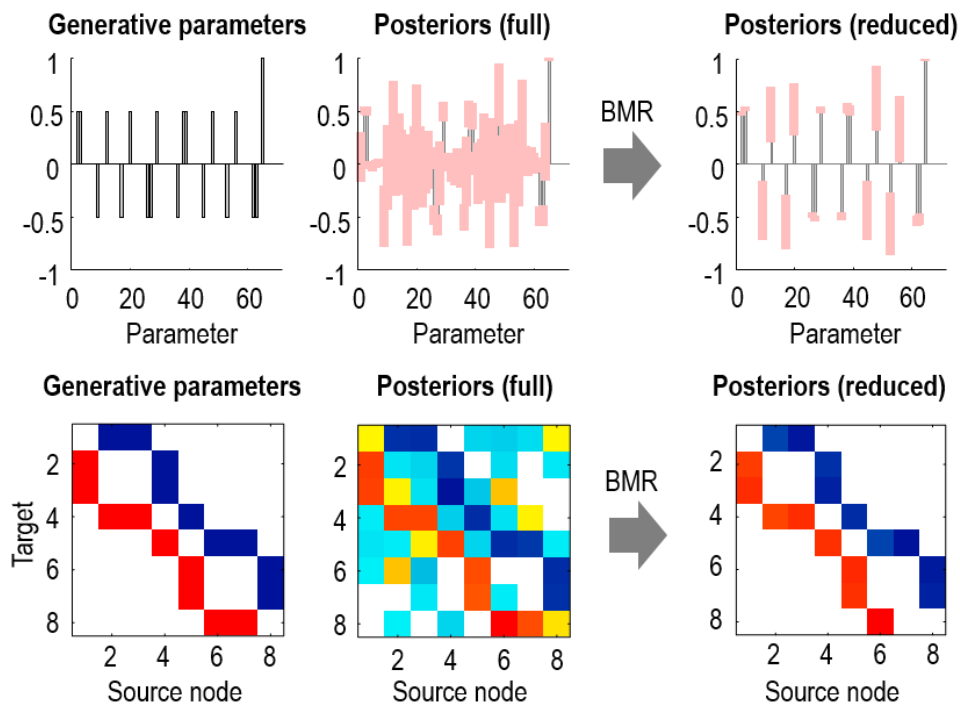 Generative parameters
Posteriors (full)
Posteriors (reduced)
1
0.5
0
-0.5
-1
0 20 40 60
Parameter
1
0.5
0
-0.5
-1
0 20 40 60
Parameter
BMR
1
0.5
0
-0.5
-1
0 20 40 60
Parameter
Generative parameters
Posteriors (full)
Posteriors (reduced)
Target
2
4
6
8
2 4 6 8
Source node
2
4
6
8
2 4 6 8
Source node
BMR
2
4
6
8
2 4 6 8
Source node